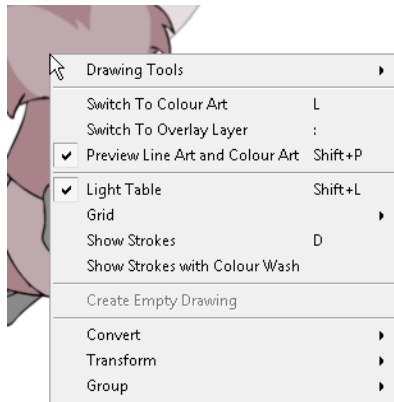 Drawing Tools
Switch To Colour Art L
Switch To Overlay Layer :
Preview Line Art and Colour Art Shift+P
Light Table Shift+L
Grid
Show Strokes D
Show Strokes with Colour Wash
Create Empty Drawing
Convert
Transform
Group